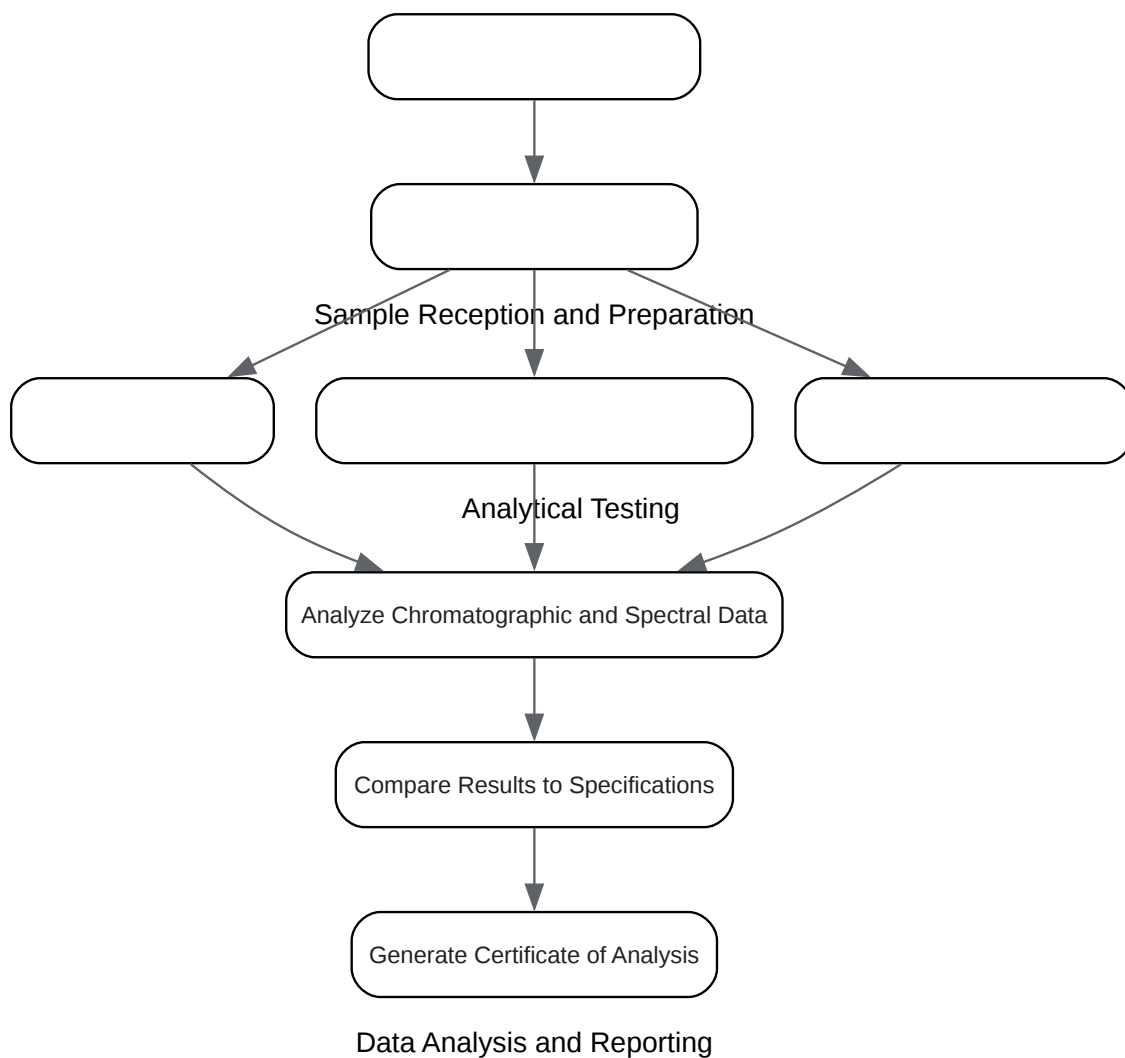 Sample Reception and Preparation
Analytical Testing
Analyze Chromatographic and Spectral Data
Compare Results to Specifications
Generate Certificate of Analysis
Data Analysis and Reporting